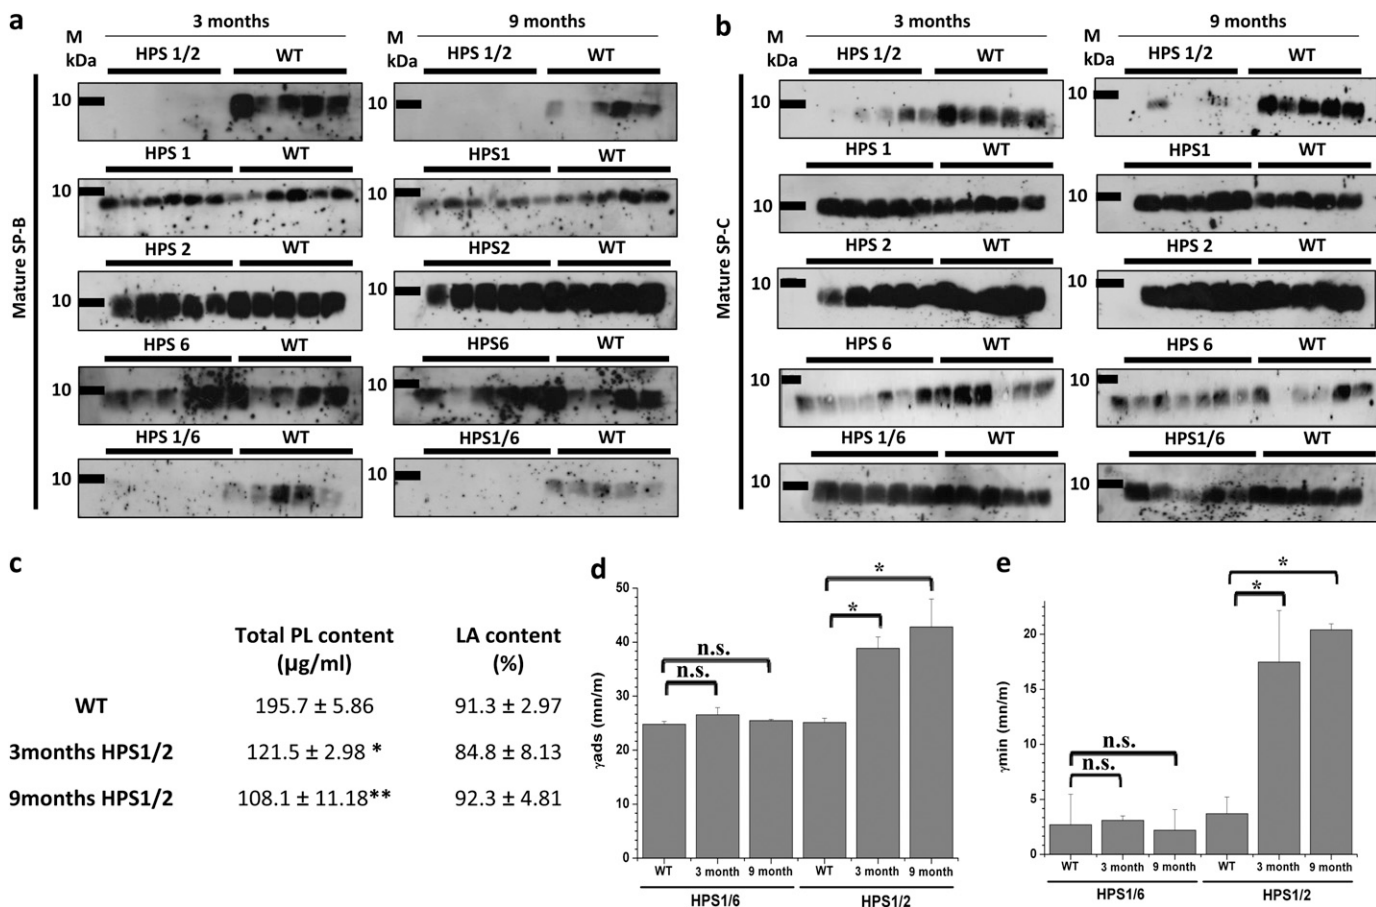 a
3 months
9 months
M
kDa
HPS 1/2
WT
M
kDa
HPS 1/2
WT
10
10
HPS 1
WT
HPS1
WT
10
10
HPS 2
WT
HPS2
WT
10
10
HPS 6
WT
HPS6
WT
10
10
HPS 1/6
WT
HPS1/6
WT
10
10
Mature SP-B
b
3 months
9 months
M
kDa
HPS 1/2
WT
M
kDa
HPS 1/2
WT
10
10
HPS 1
WT
HPS1
WT
10
10
HPS 2
WT
HPS 2
WT
10
10
HPS 6
WT
HPS 6
WT
10
10
HPS 1/6
WT
HPS1/6
WT
10
10
Mature SP-C
c
Total PL content (µg/ml)
LA content (%)
WT 195.7 ± 5.86 91.3 ± 2.97
3months HPS1/2 121.5 ± 2.98 * 84.8 ± 8.13
9months HPS1/2 108.1 ± 11.18** 92.3 ± 4.81
d
γads (mn/m)
50
40
30
20
10
0
n.s.
n.s.
*
*
WT 3 month 9 month WT 3 month 9 month
HPS1/6 HPS1/2
e
γmin (mn/m)
20
15
10
5
0
n.s.
n.s.
*
*
WT 3 month 9 month WT 3 month 9 month
HPS1/6 HPS1/2